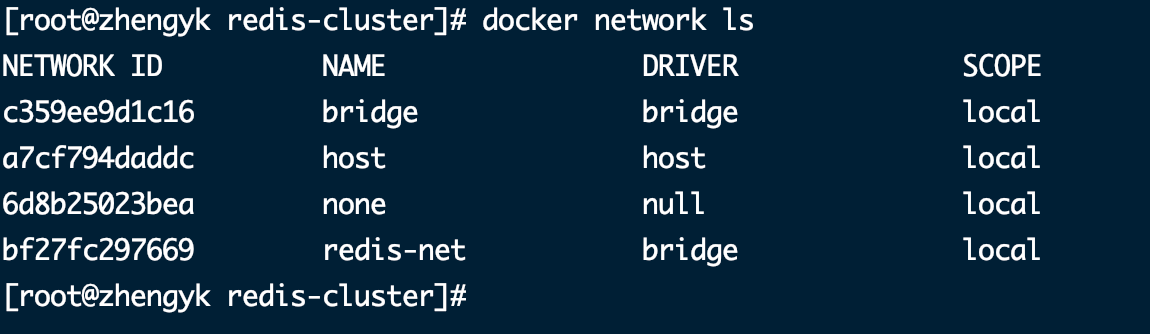 [root@zhengyk redis-cluster]# docker network ls
NETWORK ID          NAME                DRIVER              SCOPE
c359ee9d1c16        bridge              bridge              local
a7cf794daddc        host                host                local
6d8b25023bea        none                null                local
bf27fc297669        redis-net           bridge              local
[root@zhengyk redis-cluster]#